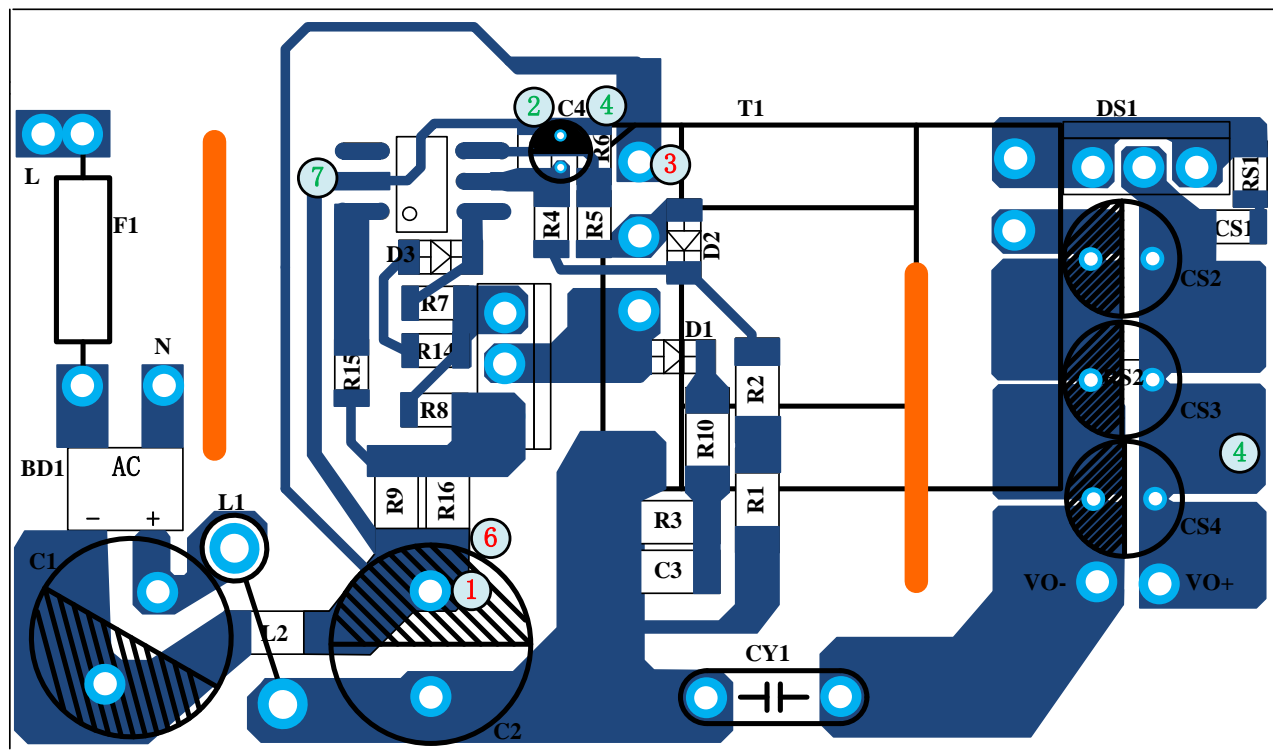 2
C4
4
T1
DS1
L
R6
3
RS1
7
F1
R4
R5
D2
CS1
D3
CS2
R7
N
R14
D1
R15
R2
S2
CS3
R8
R10
BD1
AC
4
− +
L1
R9
R16
R1
R3
CS4
6
C1
C3
1
VO-
VO+
L2
CY1
C2